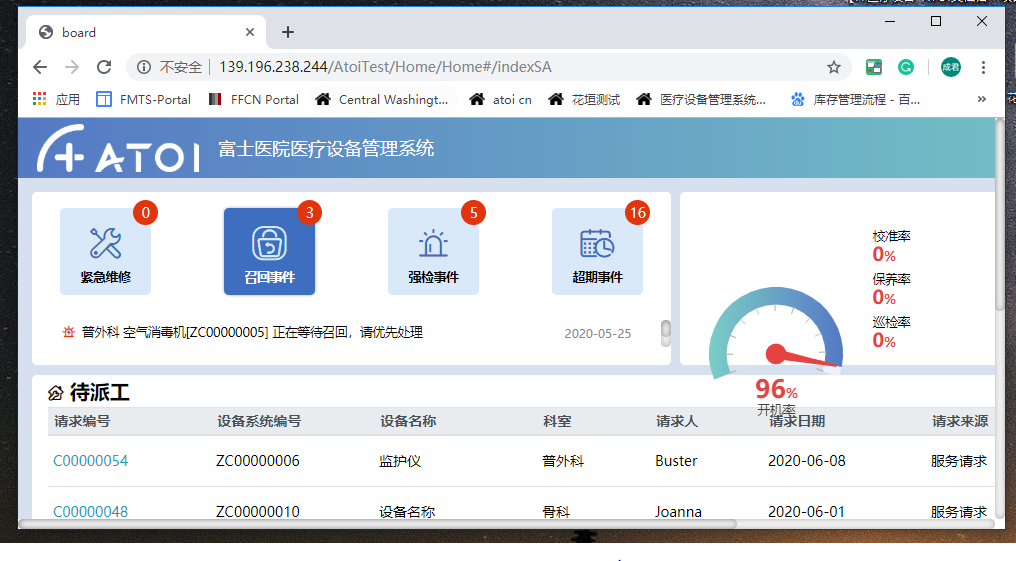 board
不安全 139.196.238.244/AtoiTest/Home/Home#/indexSA 成君
应用 FMTS-Portal FFCN Portal Central Washingt... atoi cn 花垣测试 医疗设备管理系统... 库存管理流程 - 百... »
ATOI 富士医院医疗设备管理系统
0 3 5 16
紧急维修 召回事件 强检事件 超期事件
普外科 空气消毒机[ZC00000005] 正在等待召回，请优先处理 2020-05-25
校准率
0%
保养率
0%
巡检率
0%
96%
开机率
待派工
请求编号 设备系统编号 设备名称 科室 请求人 请求日期 请求来源
C00000054 ZC00000006 监护仪 普外科 Buster 2020-06-08 服务请求
C00000048 ZC00000010 设备名称 骨科 Joanna 2020-06-01 服务请求